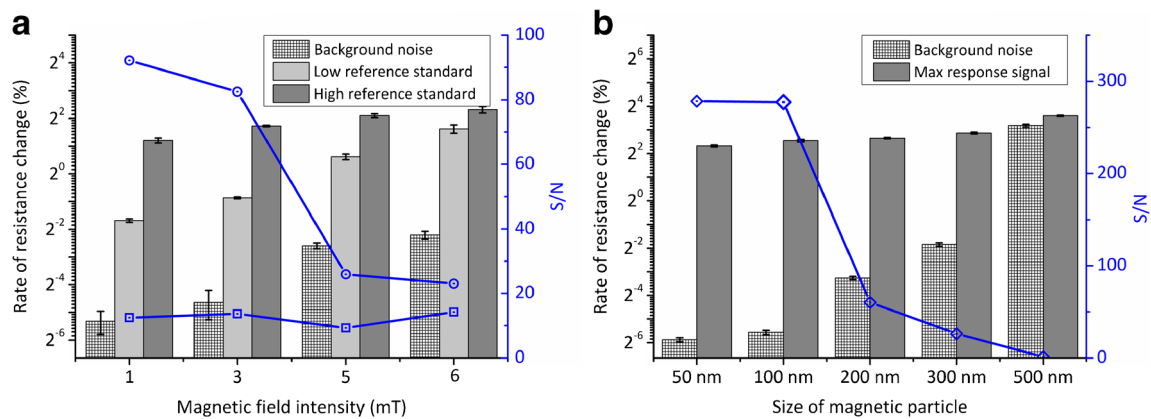 a
Rate of resistance change (%)
2^4
2^2
2^0
2^-2
2^-4
2^-6
Background noise
Low reference standard
High reference standard
100
80
60
40
20
0
S/N
1 3 5 6
Magnetic field intensity (mT)
b
Rate of resistance change (%)
2^6
2^4
2^2
2^0
2^-2
2^-4
2^-6
Background noise
Max response signal
300
200
100
0
S/N
50 nm 100 nm 200 nm 300 nm 500 nm
Size of magnetic particle